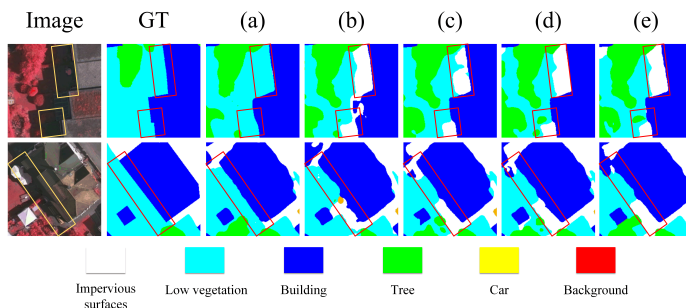 Image GT (a) (b) (c) (d) (e)
Impervious surfaces
Low vegetation
Building
Tree
Car
Background